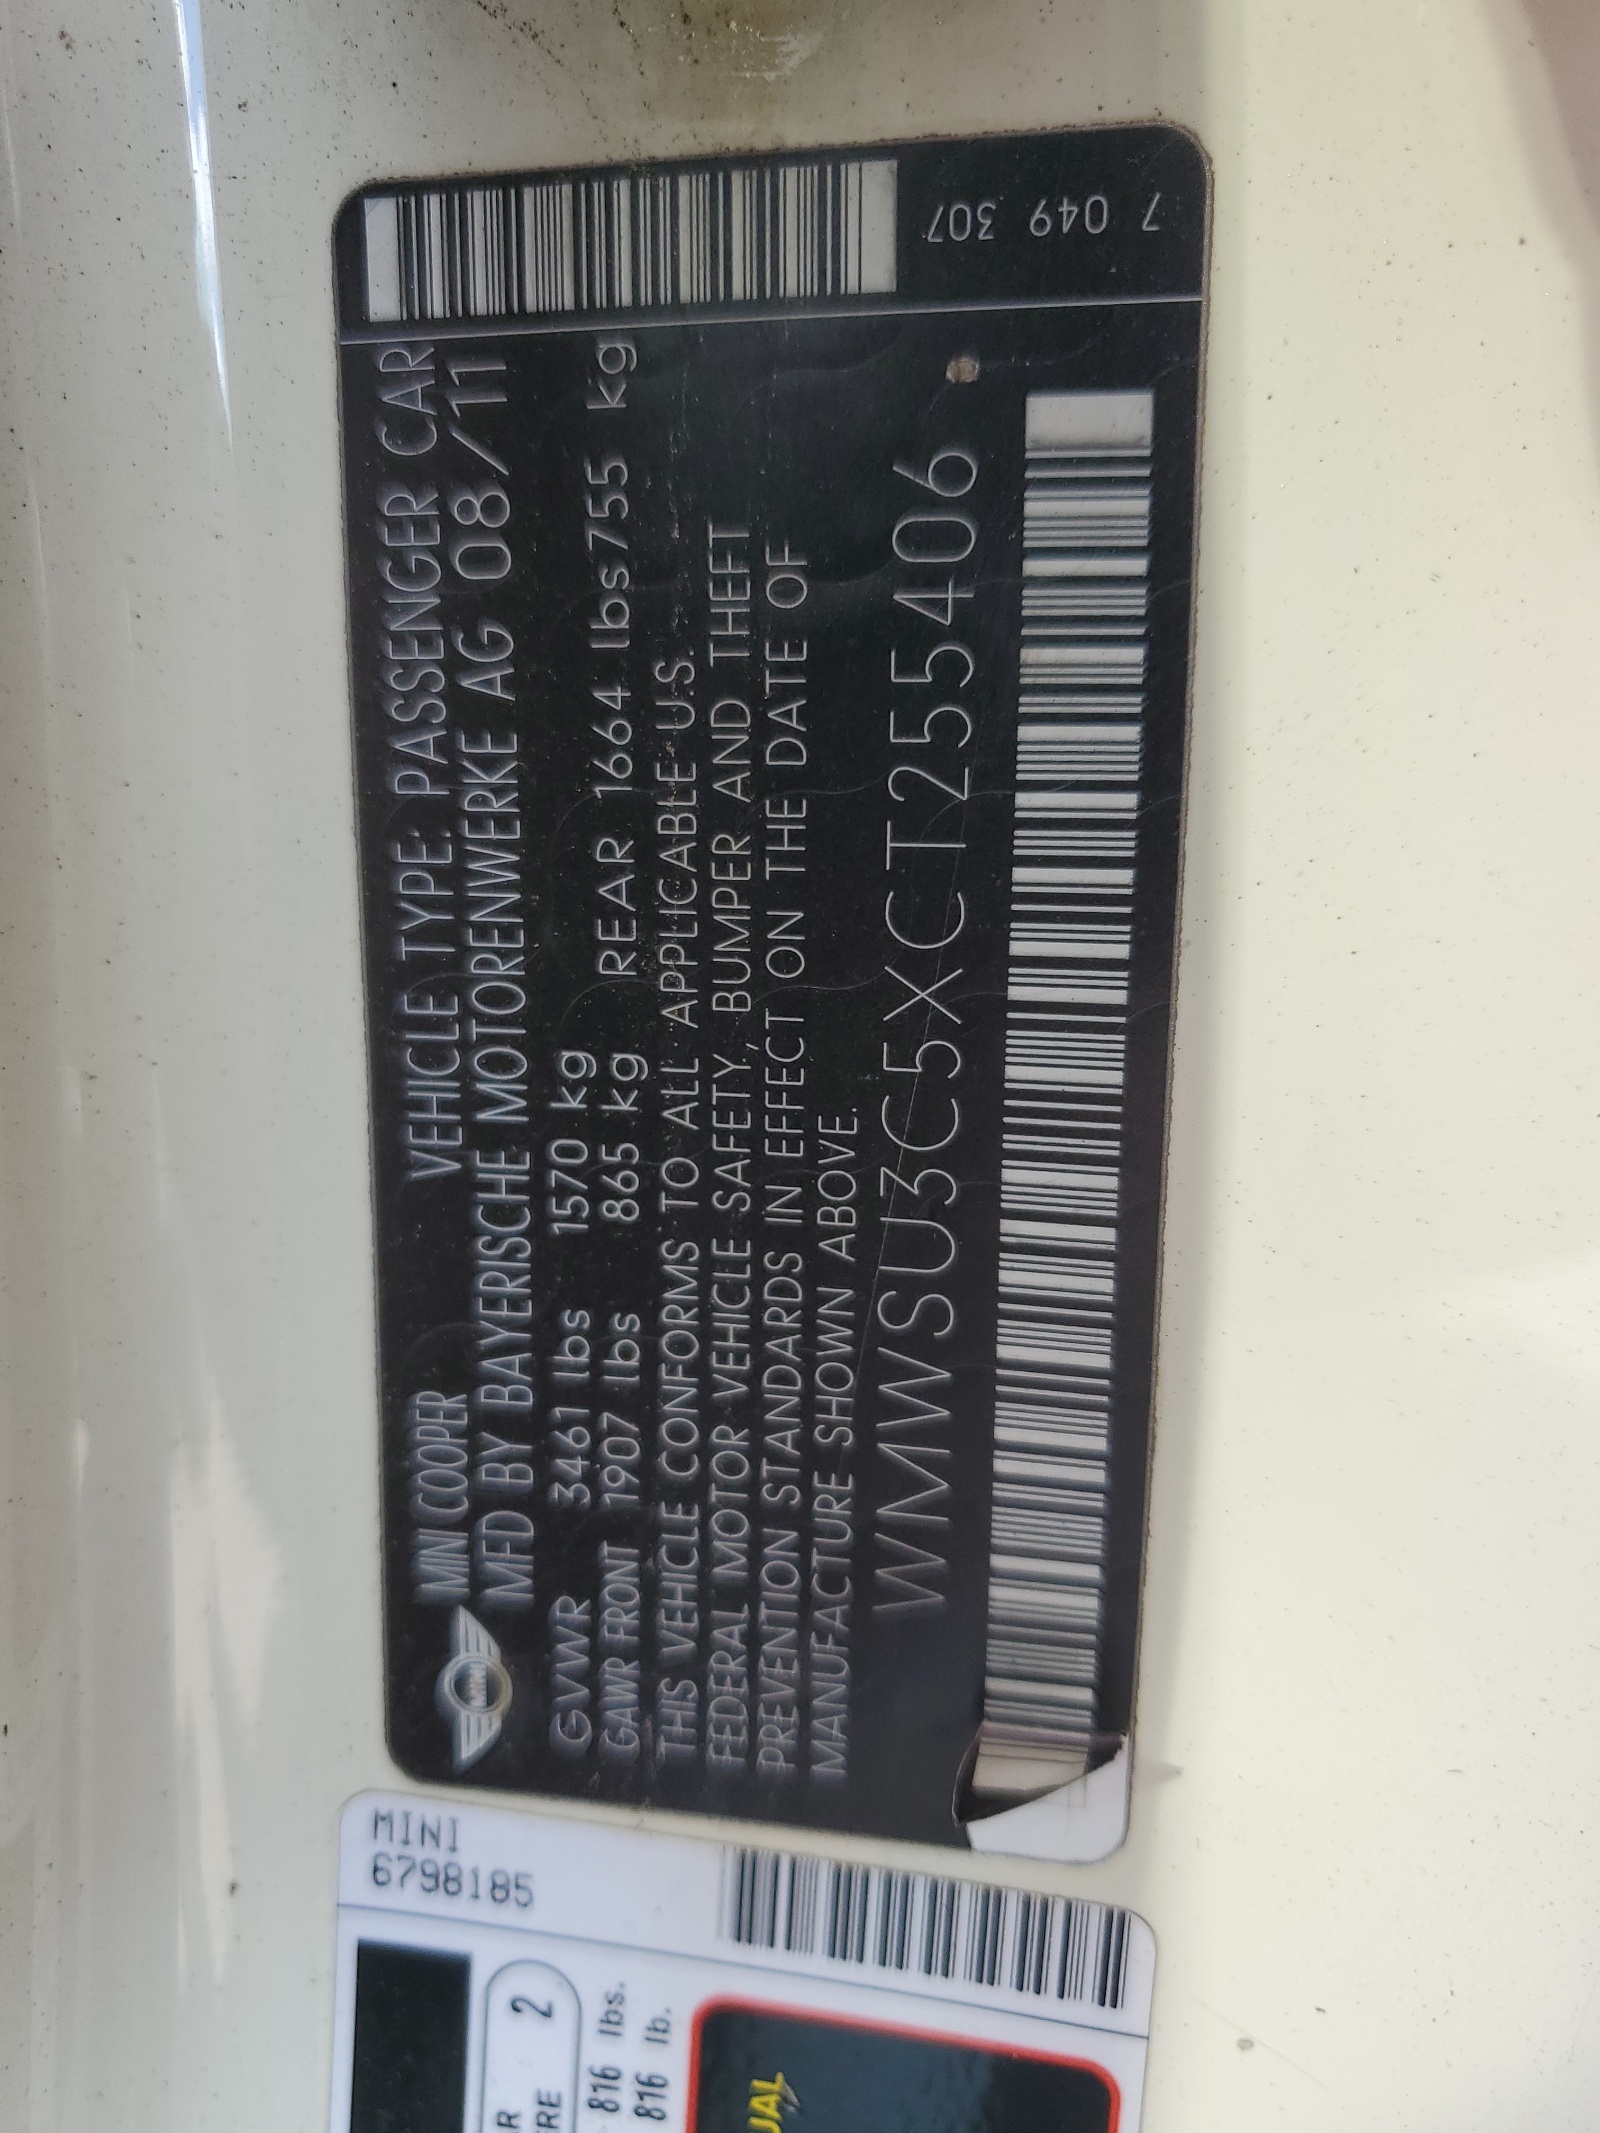 MINI COOPER VEHICLE TYPE: PASSENGER CAR
MFD BY BAYERISCHE MOTORENWERKE AG 08/11
GVWR 3461 lbs 1570 kg
GAWR FRONT 1907 lbs 865 kg REAR 1664 lbs 755 kg
THIS VEHICLE CONFORMS TO ALL APPLICABLE U.S.
FEDERAL MOTOR VEHICLE SAFETY, BUMPER AND THEFT
PREVENTION STANDARDS IN EFFECT ON THE DATE OF
MANUFACTURE SHOWN ABOVE.
WMWSU3C5XCT255406
MINI
7 049 307
MINI
6798185
2
816 lbs.
816 lb.